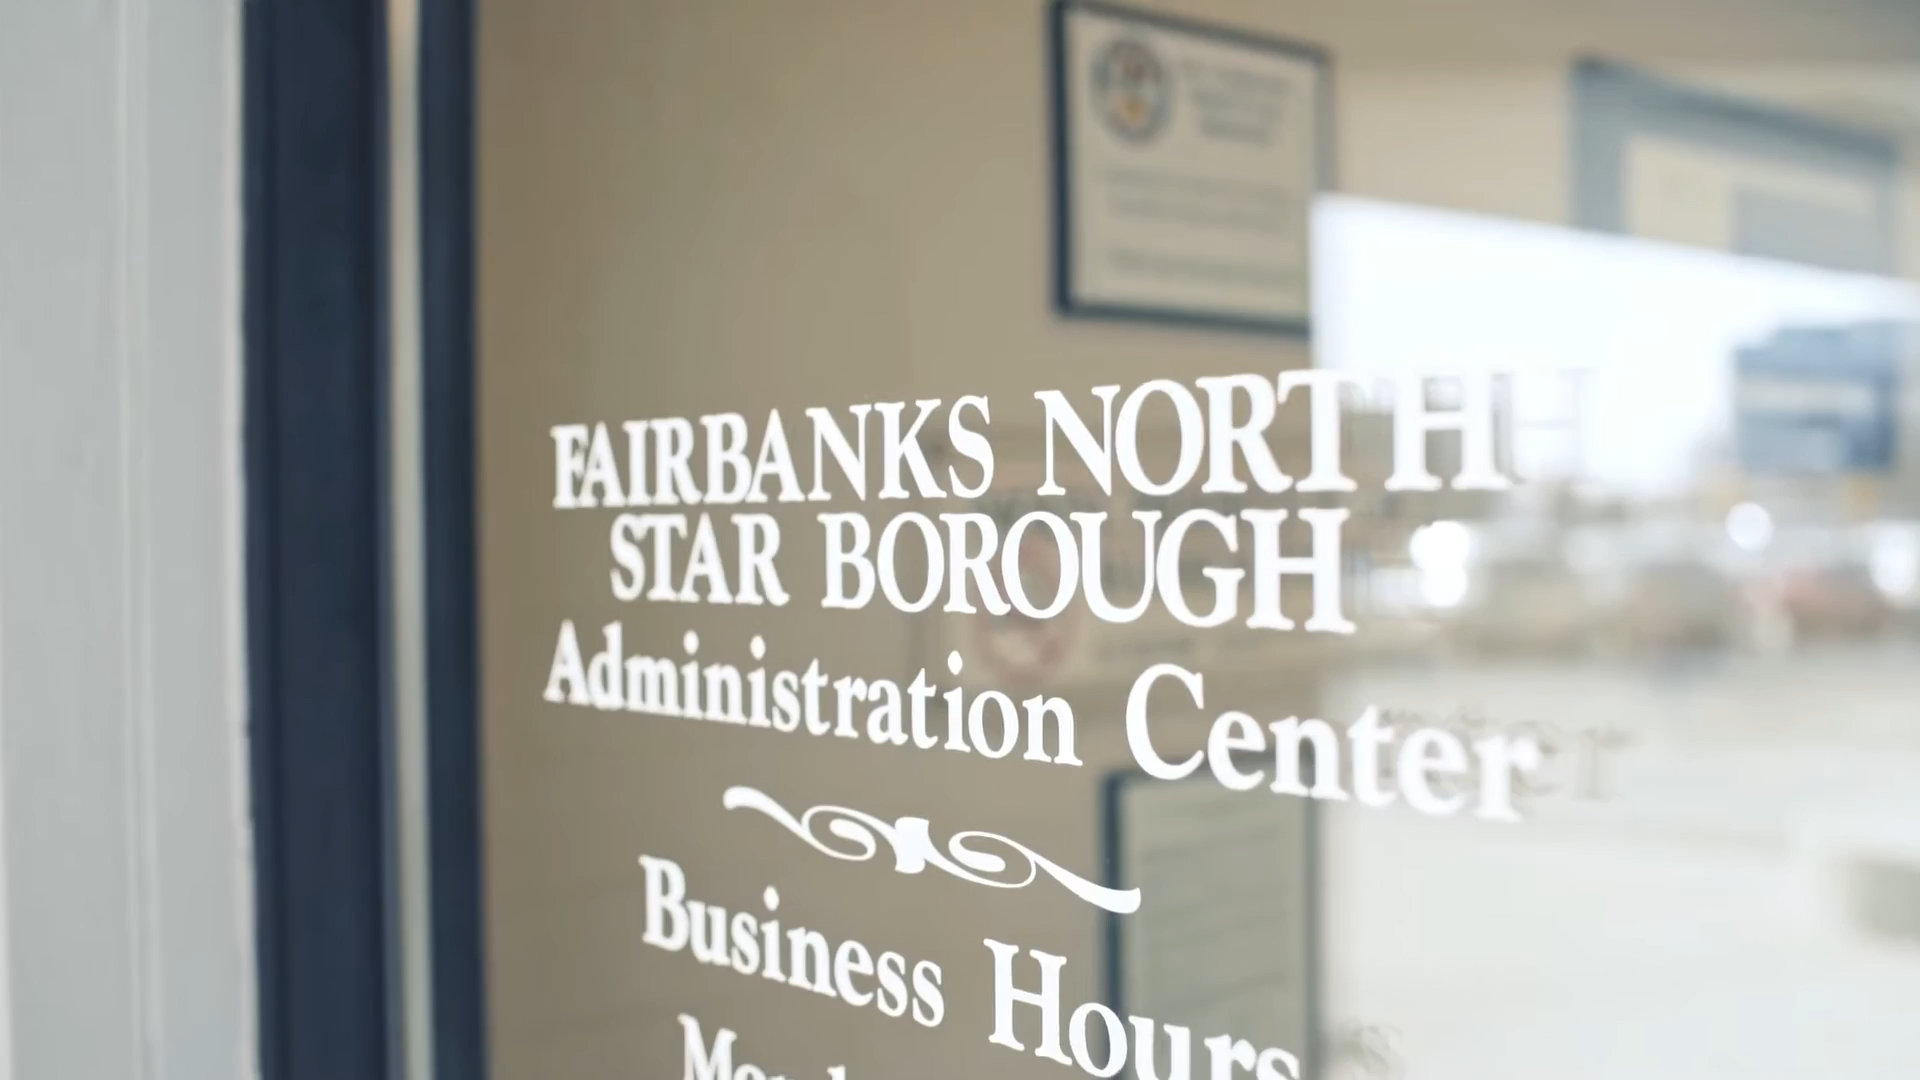 FAIRBANKS NORTH
STAR BOROUGH
Administration Center
Business Hours